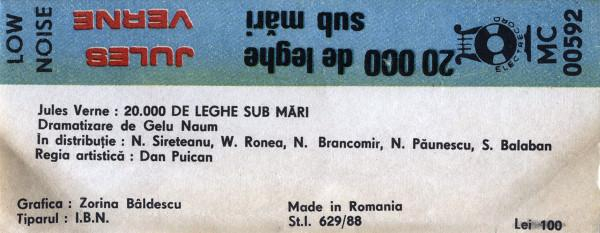 LOW
NOISE
JULES
VERNE
20 000 de leghe
sub mări
ELECTRECORD
MC
00592
Jules Verne : 20.000 DE LEGHE SUB MĂRI
Dramatizare de Gelu Naum
În distribuție : N. Sireteanu, W. Ronea, N. Brancomir, N. Păunescu, S. Balaban
Regia artistică : Dan Puican
Grafica : Zorina Bâldescu
Tiparul : I.B.N.
Made in Romania
St.I. 629/88
Lei 100